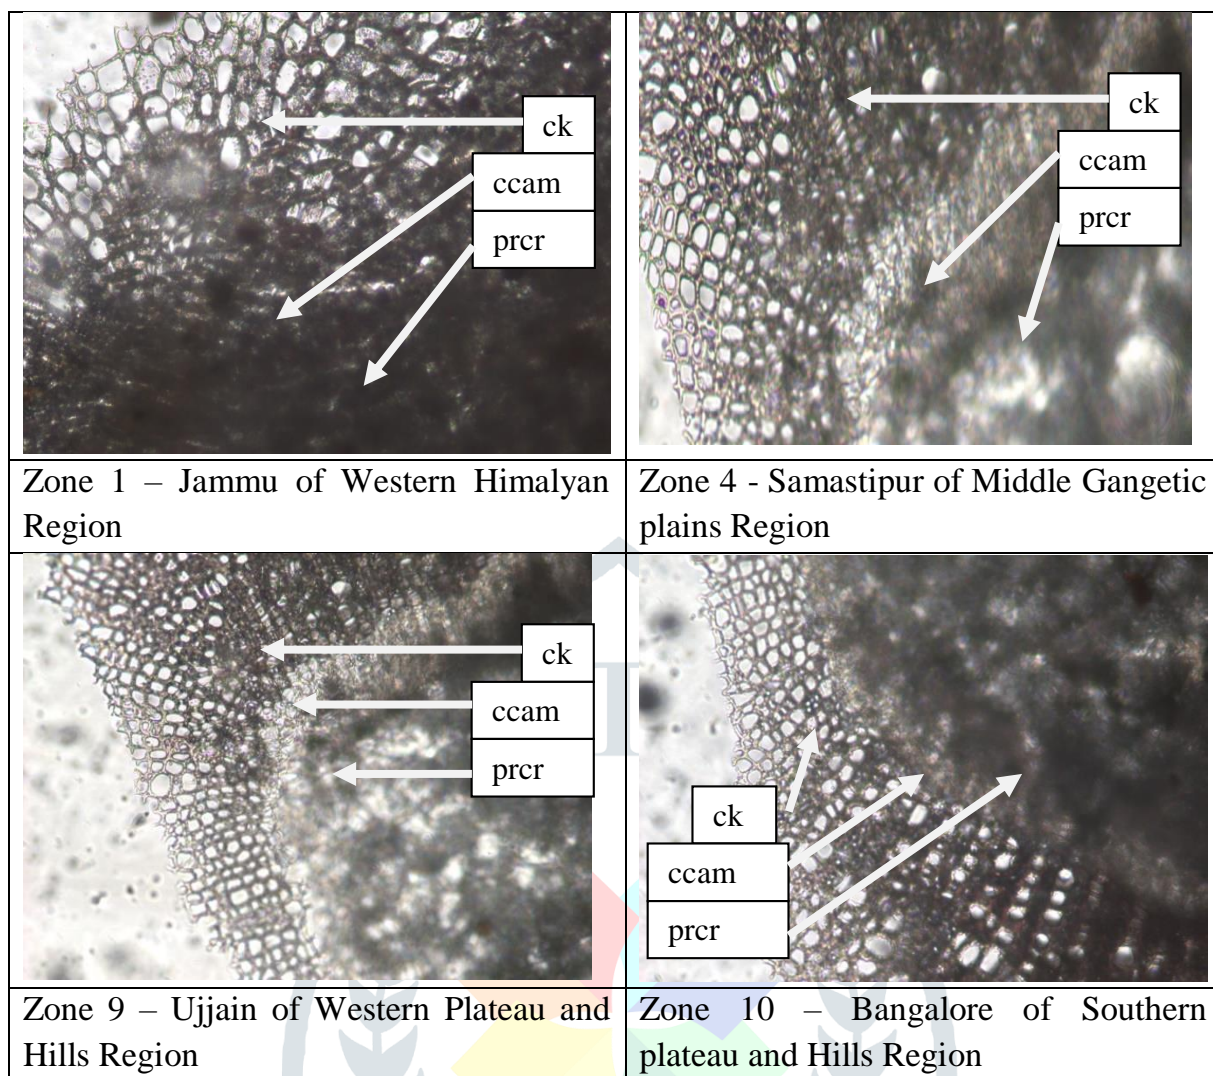 ck
ccam
prcr
ck
ccam
prcr
Zone 1 – Jammu of Western Himalyan
Region
Zone 4 - Samastipur of Middle Gangetic
plains Region
ck
ccam
prcr
ck
ccam
prcr
Zone 9 – Ujjain of Western Plateau and
Hills Region
Zone 10 – Bangalore of Southern
plateau and Hills Region